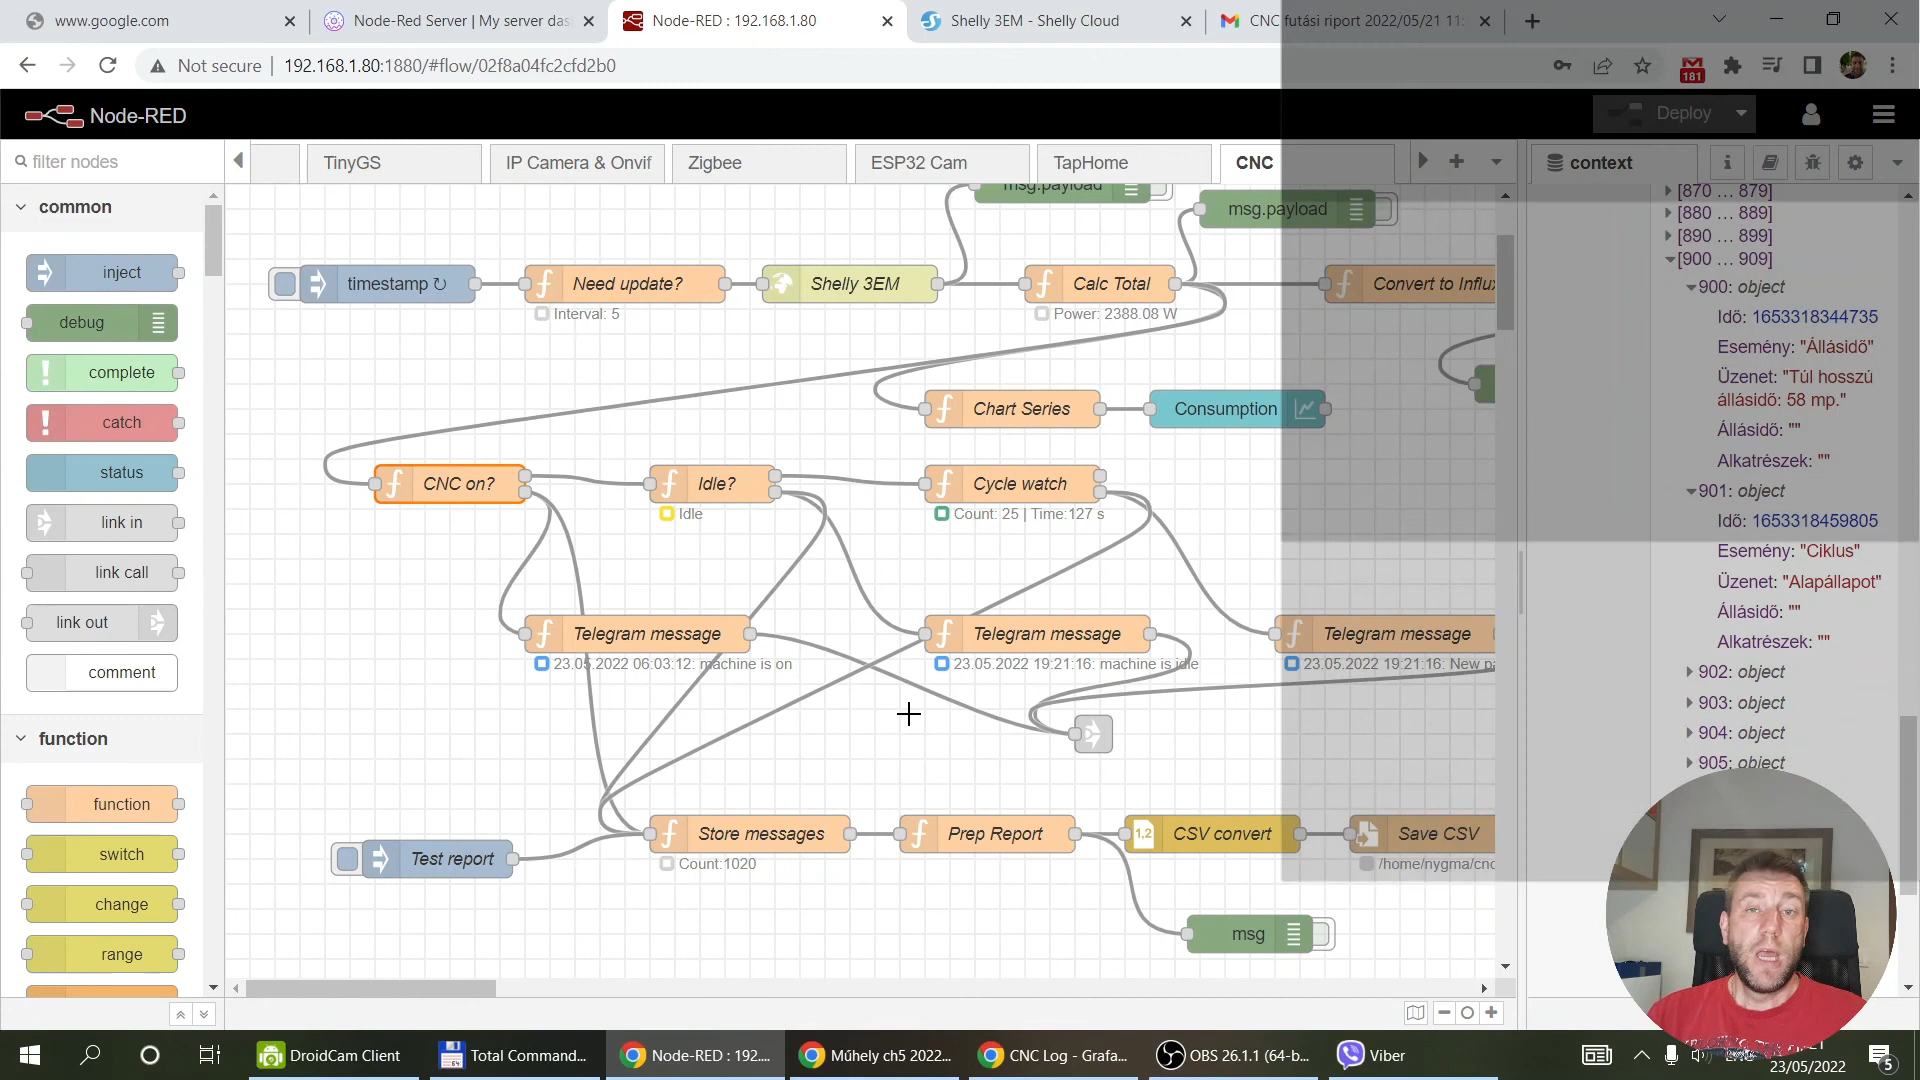 www.google.com
Node-Red Server | My server das
Node-RED : 192.168.1.80
Shelly 3EM - Shelly Cloud
CNC futási riport 2022/05/21 11:
Not secure
192.168.1.80:1880/#flow/02f8a04fc2cfd2b0
181
Node-RED
Deploy
filter nodes
TinyGS
IP Camera & Onvif
Zigbee
ESP32 Cam
TapHome
CNC
context
common
inject
debug
complete
catch
status
link in
link call
link out
comment
function
function
switch
change
range
msg.payload
msg.payload
timestamp ↻
Need update?
Interval: 5
Shelly 3EM
Calc Total
Power: 2388.08 W
Convert to Influx
Chart Series
Consumption
CNC on?
Idle?
Idle
Cycle watch
Count: 25 | Time:127 s
Telegram message
23.05.2022 06:03:12: machine is on
Telegram message
23.05.2022 19:21:16: machine is idle
Telegram message
23.05.2022 19:21:16: New pa
Test report
Store messages
Count:1020
Prep Report
1,2
CSV convert
Save CSV
/home/nygma/cnc
msg
[870 … 879]
[880 … 889]
[890 … 899]
[900 … 909]
900: object
Idő: 1653318344735
Esemény: "Állásidő"
Üzenet: "Túl hosszú
állásidő: 58 mp."
Állásidő: ""
Alkatrészek: ""
901: object
Idő: 1653318459805
Esemény: "Ciklus"
Üzenet: "Alapállapot"
Állásidő: ""
Alkatrészek: ""
902: object
903: object
904: object
905: object
DroidCam Client
Total Comman...
Node-RED : 192....
Műhely ch5 2022...
CNC Log - Grafa...
OBS 26.1.1 (64-b...
Viber
23/05/2022
5